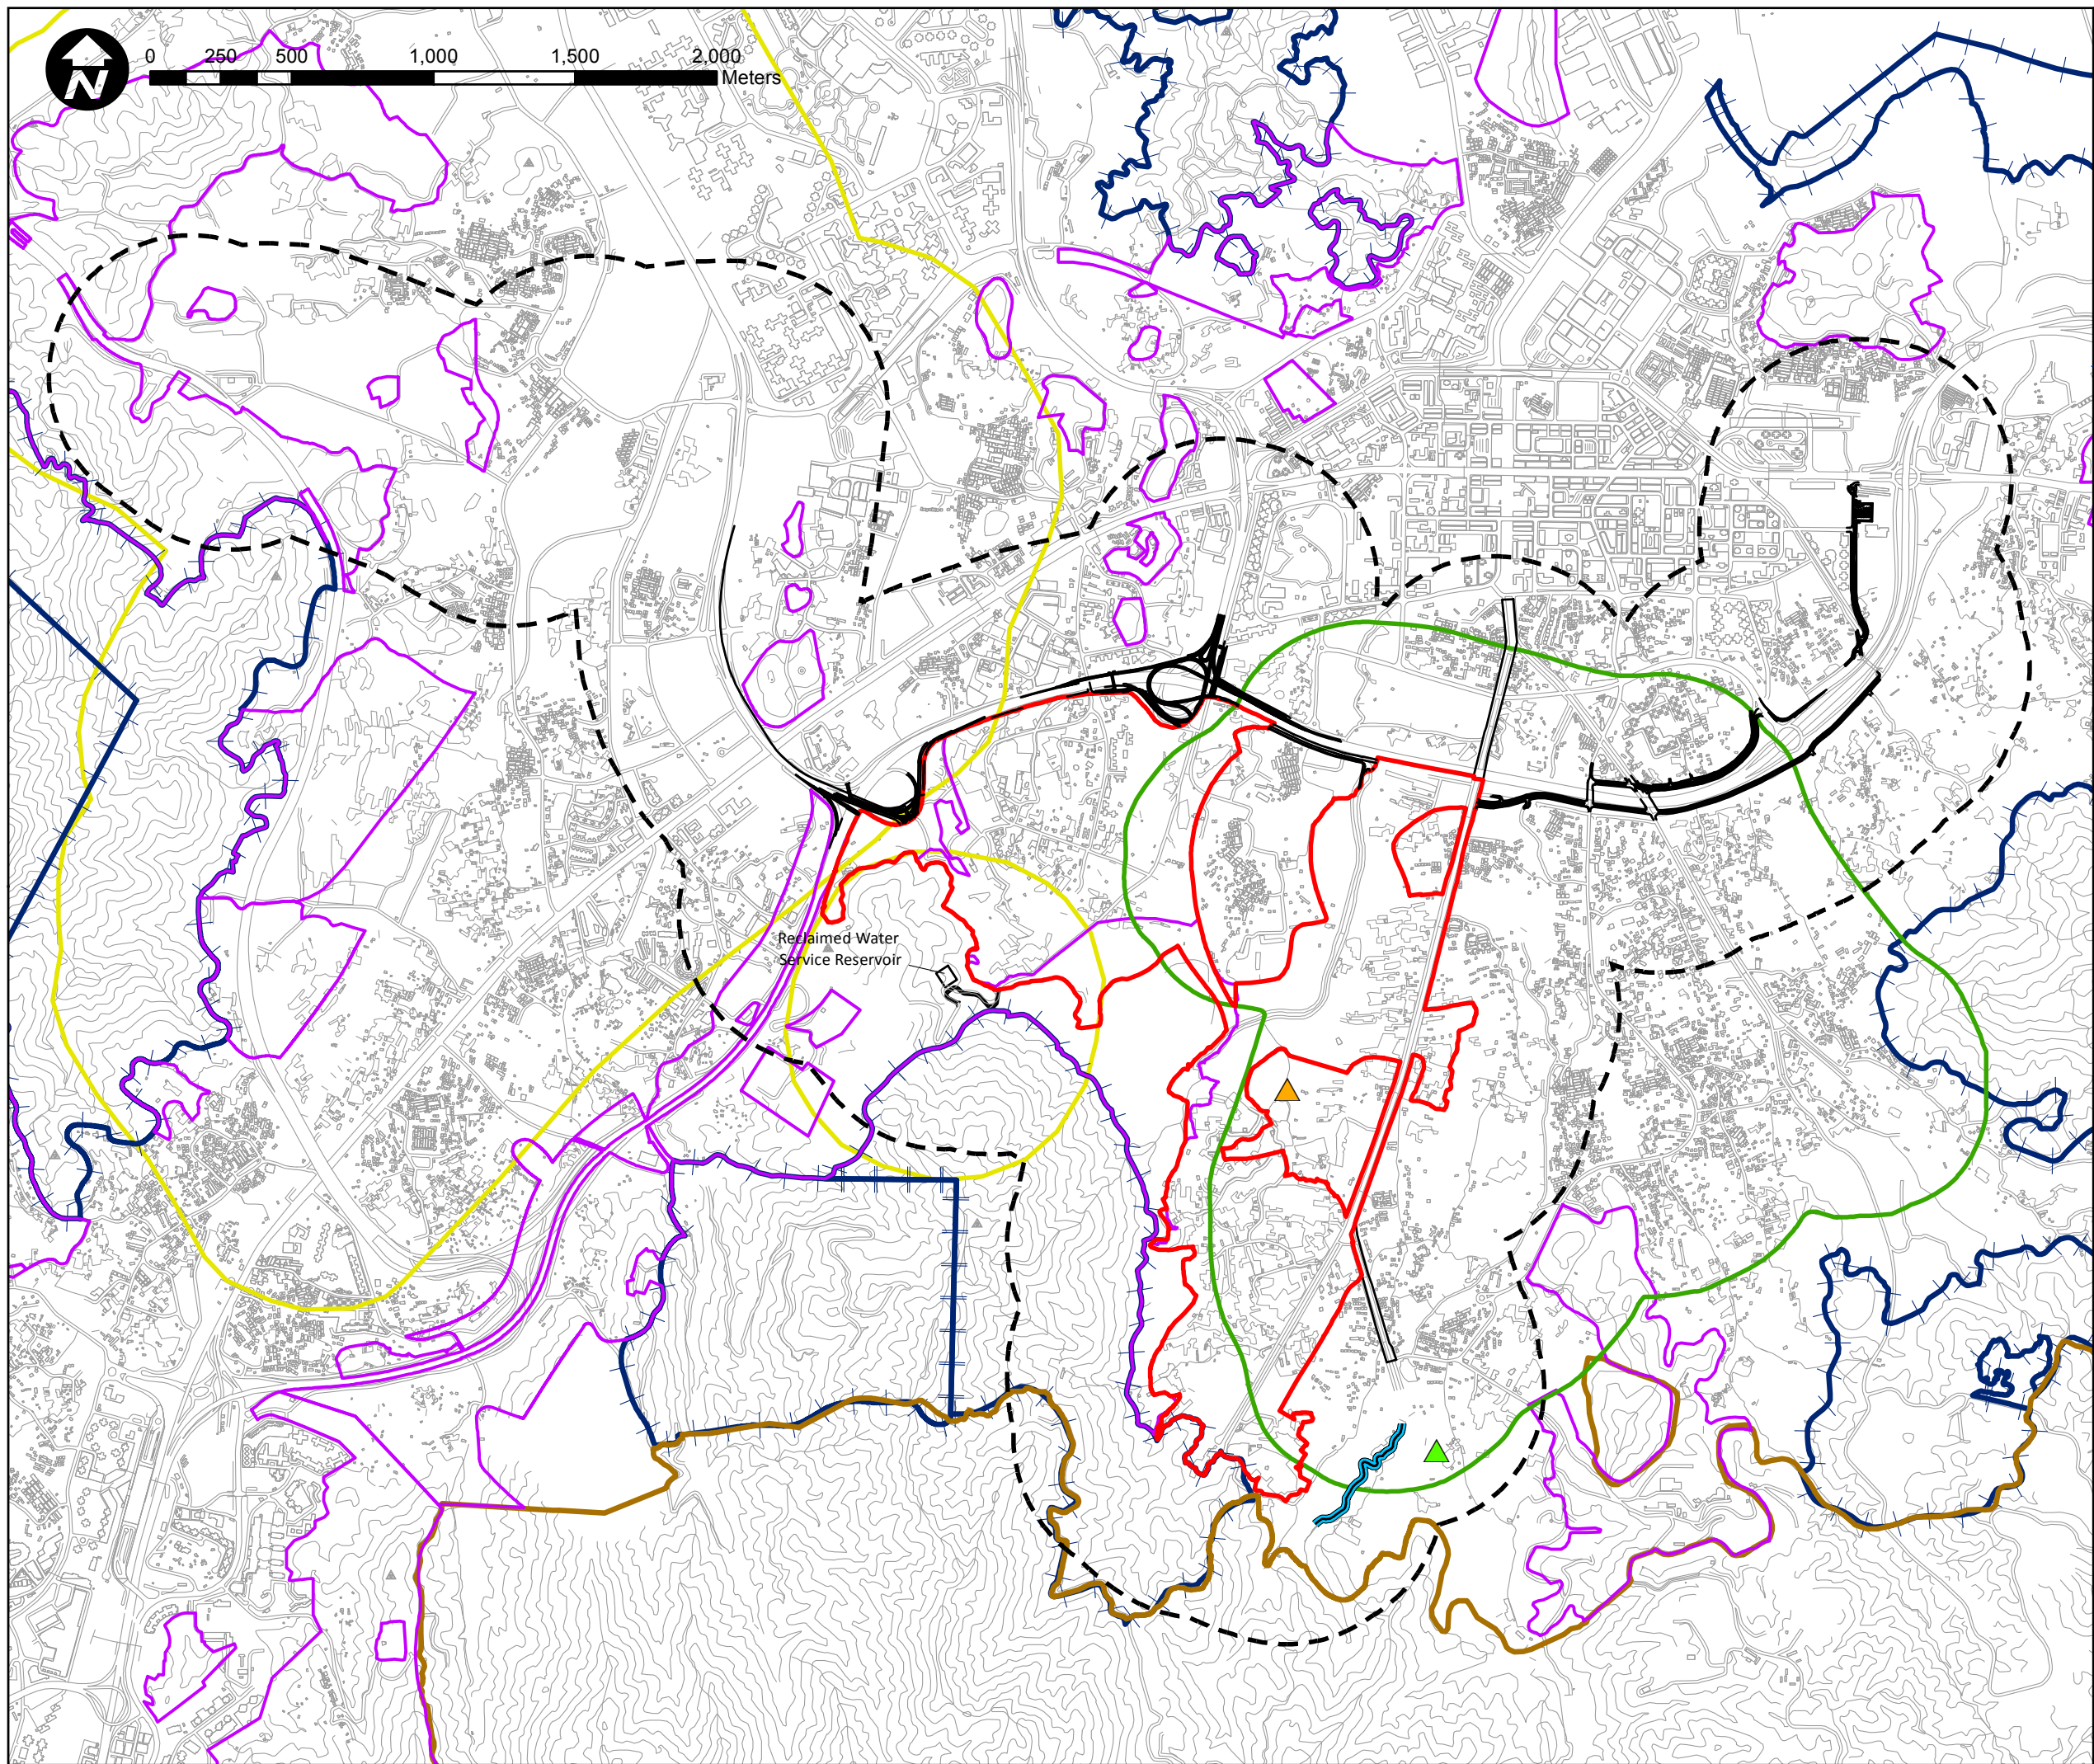 N
0 250 500 1,000 1,500 2,000
Meters
Reclaimed Water
Service Reservoir